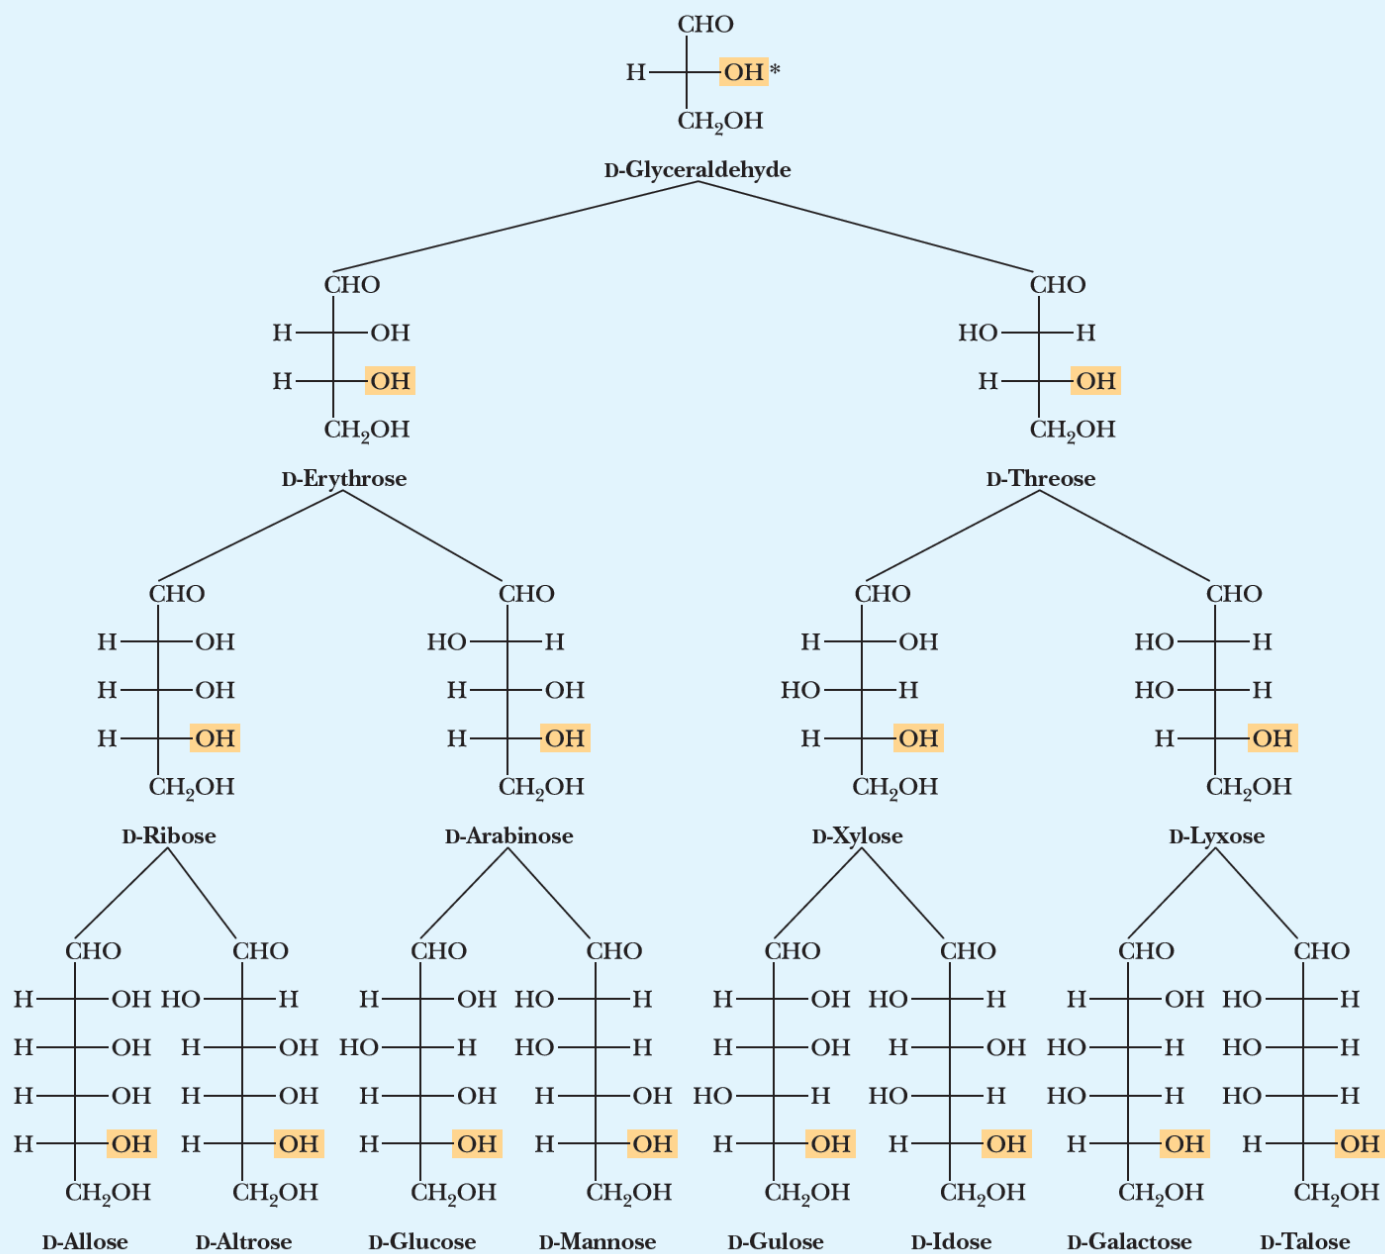 CHO
H OH *
CH₂OH
D-Glyceraldehyde
CHO CHO
H OH HO H
H OH H OH
CH₂OH CH₂OH
D-Erythrose D-Threose
CHO CHO CHO CHO
H OH HO H H OH HO H
H OH H OH HO H HO H
H OH H OH H OH H OH
CH₂OH CH₂OH CH₂OH CH₂OH
D-Ribose D-Arabinose D-Xylose D-Lyxose
CHO CHO CHO CHO CHO CHO CHO CHO
H OH HO H H OH HO H H OH HO H H OH HO H
H OH H OH HO H HO H H OH H OH HO H HO H
H OH H OH H OH H OH HO H HO H HO H HO H
H OH H OH H OH H OH H OH H OH H OH H OH
CH₂OH CH₂OH CH₂OH CH₂OH CH₂OH CH₂OH CH₂OH CH₂OH
D-Allose D-Altrose D-Glucose D-Mannose D-Gulose D-Idose D-Galactose D-Talose